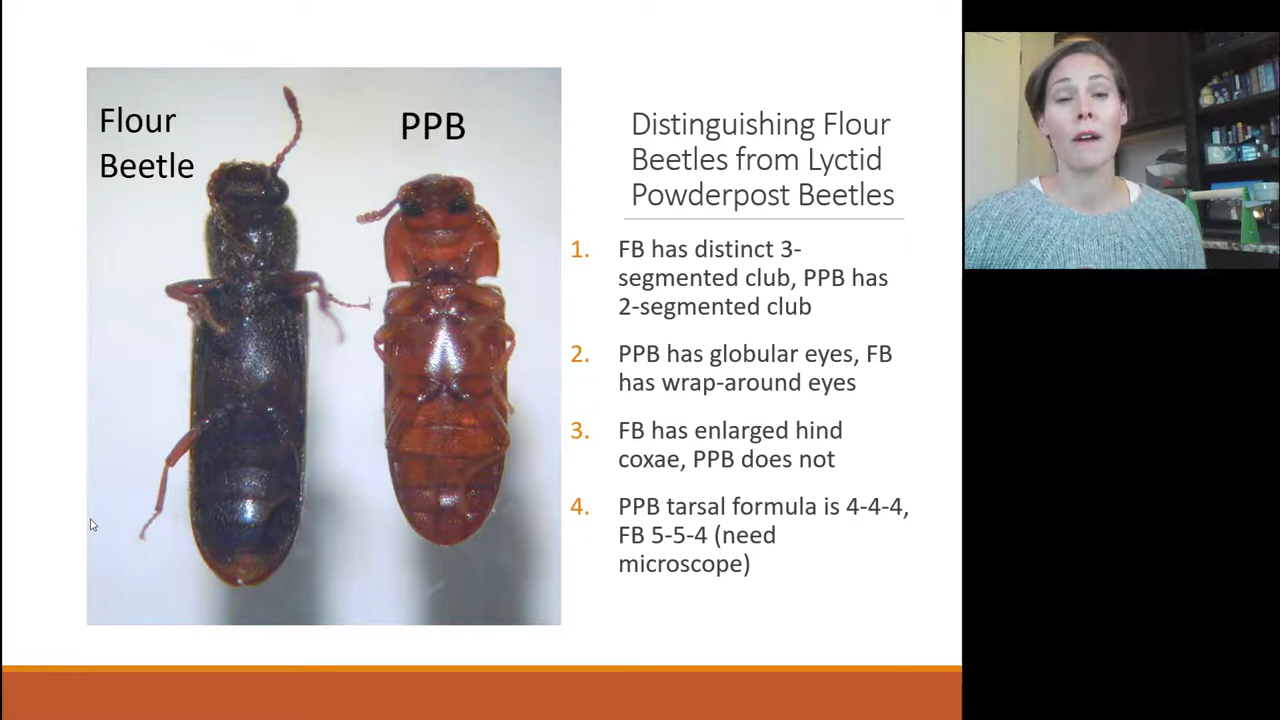 Flour
Beetle
PPB
Distinguishing Flour
Beetles from Lyctid
Powderpost Beetles
1. FB has distinct 3-
segmented club, PPB has
2-segmented club
2. PPB has globular eyes, FB
has wrap-around eyes
3. FB has enlarged hind
coxae, PPB does not
4. PPB tarsal formula is 4-4-4,
FB 5-5-4 (need
microscope)